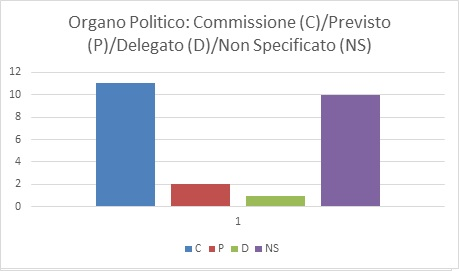 Organo Politico: Commissione (C)/Previsto
(P)/Delegato (D)/Non Specificato (NS)
12
10
8
6
4
2
0
1
C P D NS